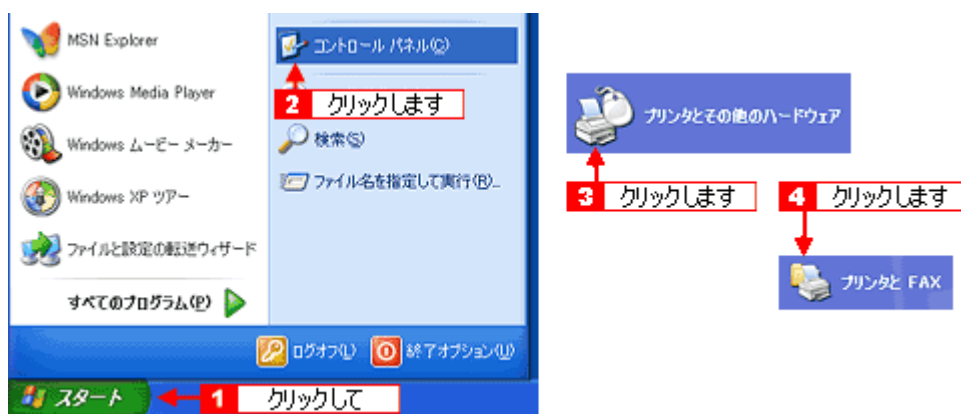 MSN Explorer
Windows Media Player
Windows ムービー メーカー
Windows XP ツアー
ファイルと設定の転送ウィザード
すべてのプログラム(P)
コントロール パネル(C)
2 クリックします
検索(S)
ファイル名を指定して実行(R)...
ログオフ(L)
終了オプション(U)
スタート
1 クリックして
プリンタとその他のハードウェア
3 クリックします
4 クリックします
プリンタと FAX